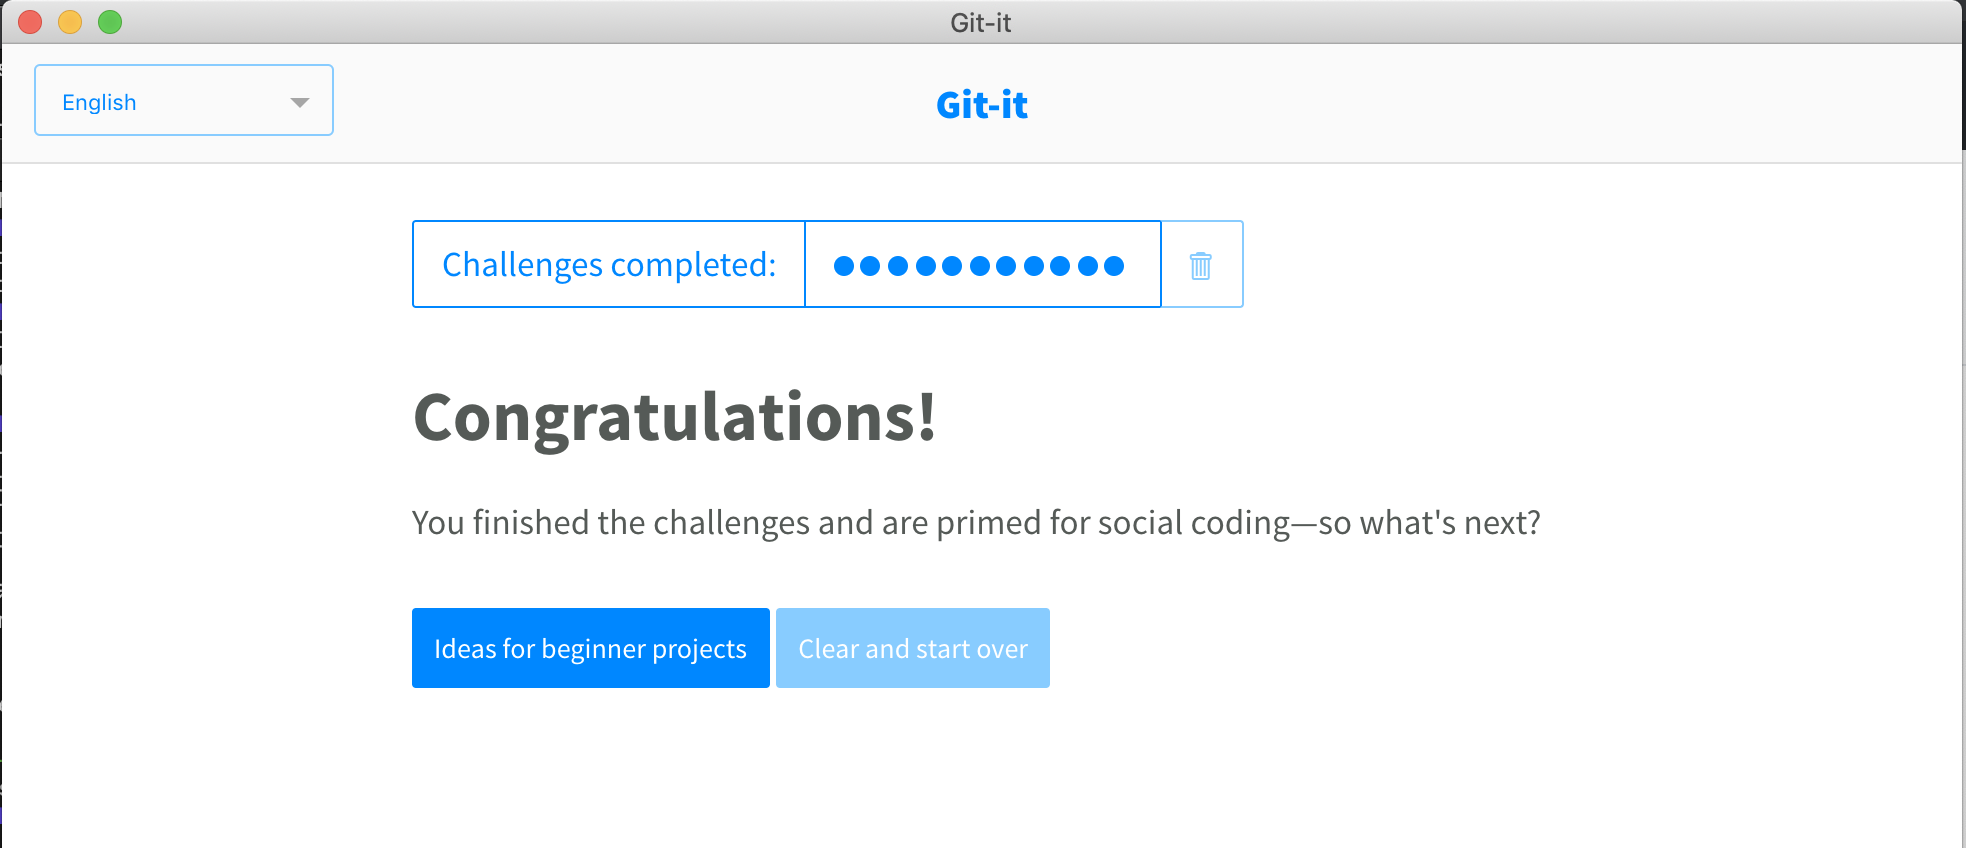 Git-it
English
Git-it
Challenges completed:
Congratulations!
You finished the challenges and are primed for social coding—so what's next?
Ideas for beginner projects
Clear and start over